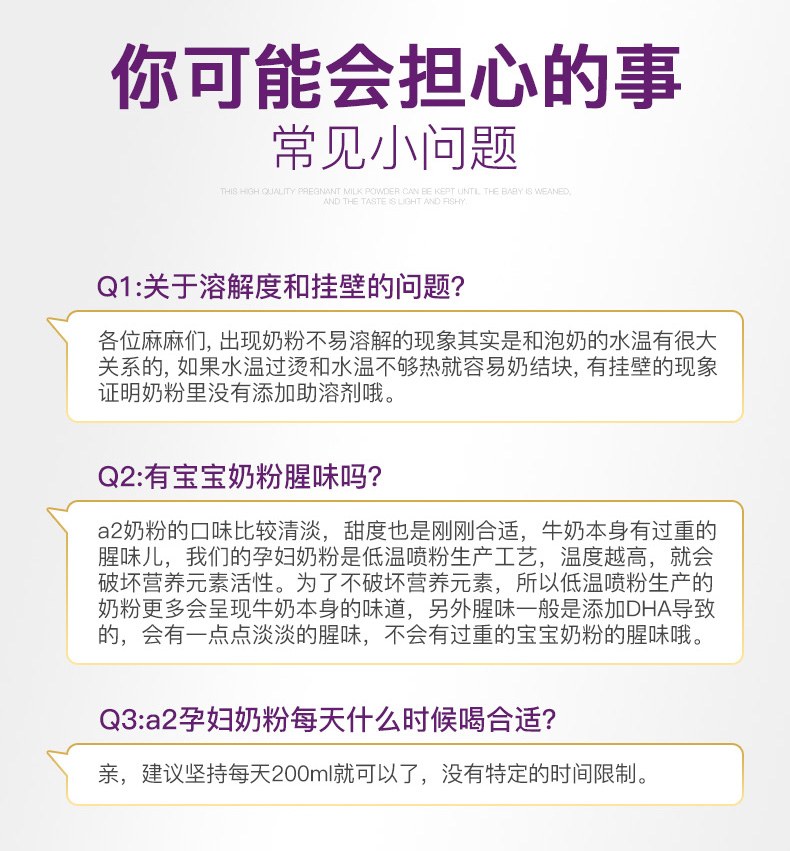 你可能会担心的事
常见小问题
THIS HIGH QUALITY PREGNANT MILK POWDER CAN BE KEPT UNTIL THE BABY IS WEANED,
AND THE TASTE IS LIGHT AND FISHY.
Q1:关于溶解度和挂壁的问题?
各位麻麻们, 出现奶粉不易溶解的现象其实是和泡奶的水温有很大
关系的, 如果水温过烫和水温不够热就容易奶结块, 有挂壁的现象
证明奶粉里没有添加助溶剂哦。
Q2:有宝宝奶粉腥味吗?
a2奶粉的口味比较清淡，甜度也是刚刚合适，牛奶本身有过重的
腥味儿，我们的孕妇奶粉是低温喷粉生产工艺，温度越高，就会
破坏营养元素活性。为了不破坏营养元素，所以低温喷粉生产的
奶粉更多会呈现牛奶本身的味道，另外腥味一般是添加DHA导致
的，会有一点点淡淡的腥味，不会有过重的宝宝奶粉的腥味哦。
Q3:a2孕妇奶粉每天什么时候喝合适?
亲，建议坚持每天200ml就可以了，没有特定的时间限制。